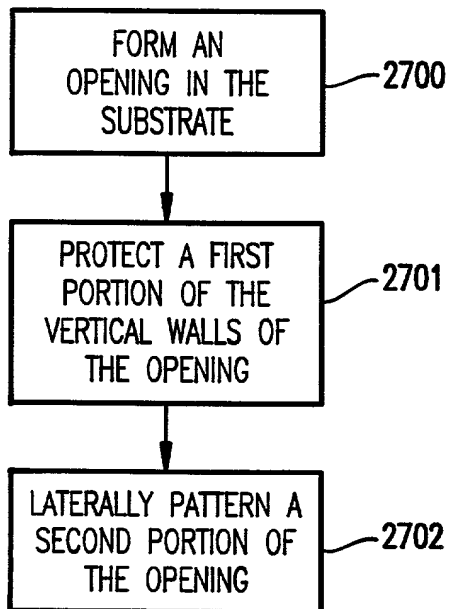 FORM AN
OPENING IN THE
SUBSTRATE
2700
PROTECT A FIRST
PORTION OF THE
VERTICAL WALLS OF
THE OPENING
2701
LATERALLY PATTERN A
SECOND PORTION OF
THE OPENING
2702